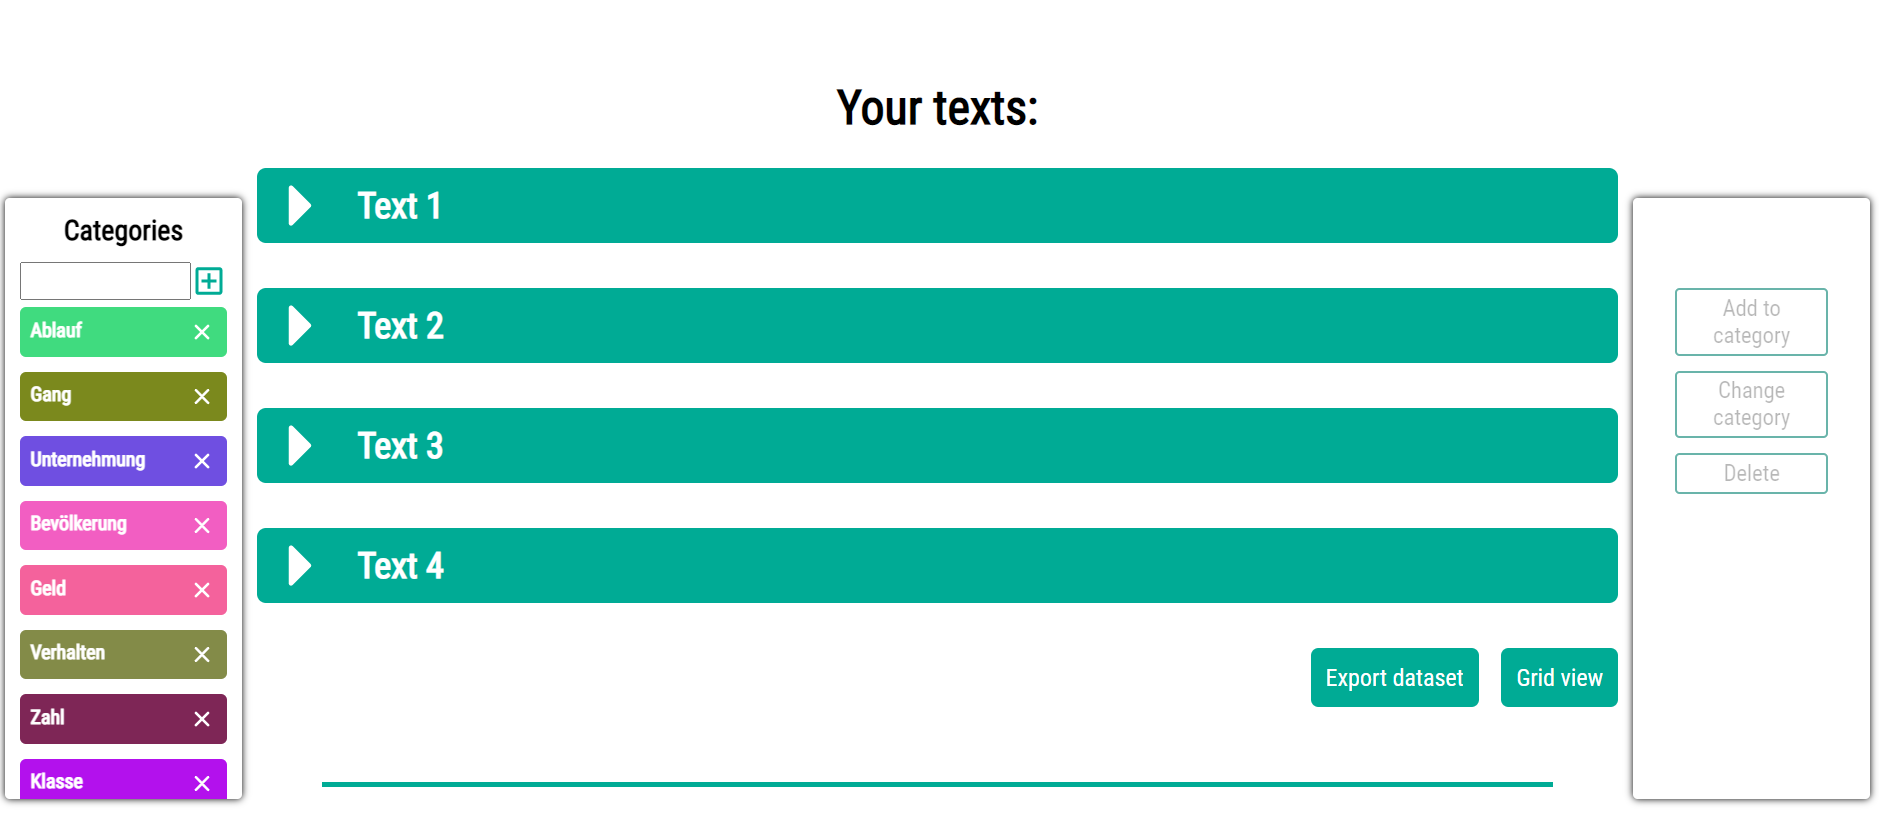 Your texts:
Categories
Ablauf
Gang
Unternehmung
Bevölkerung
Geld
Verhalten
Zahl
Klasse
Text 1
Text 2
Text 3
Text 4
Export dataset
Grid view
Add to
category
Change
category
Delete